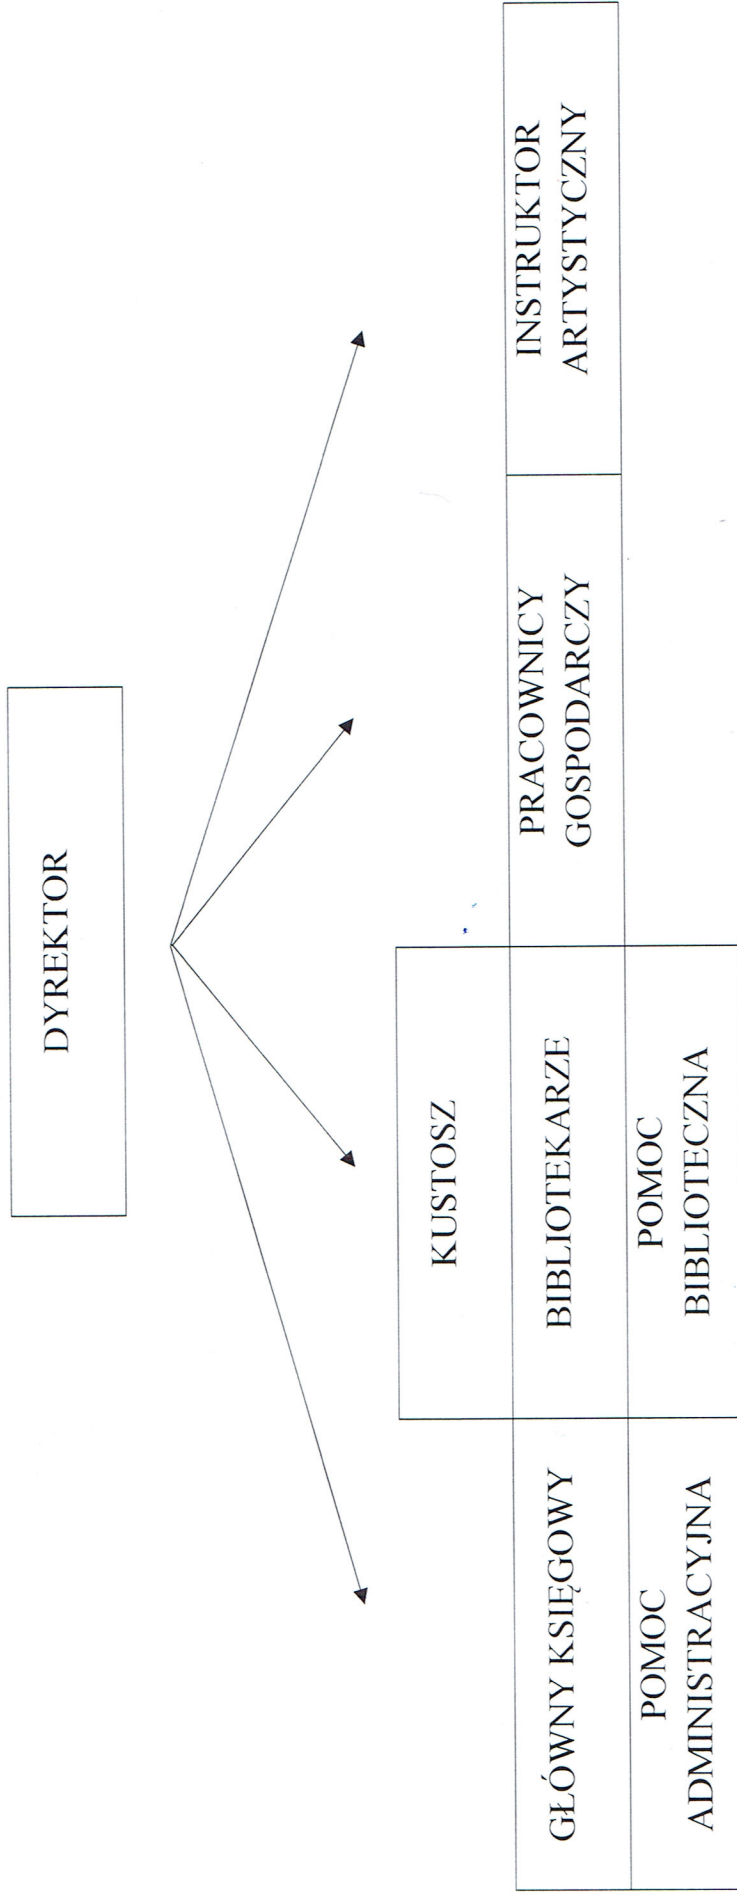 DYREKTOR
KUSTOSZ
GŁÓWNY KSIĘGOWY
BIBLIOTEKARZE
PRACOWNICY
GOSPODARCZY
INSTRUKTOR
ARTYSTYCZNY
POMOC
ADMINISTRACYJNA
POMOC
BIBLIOTECZNA